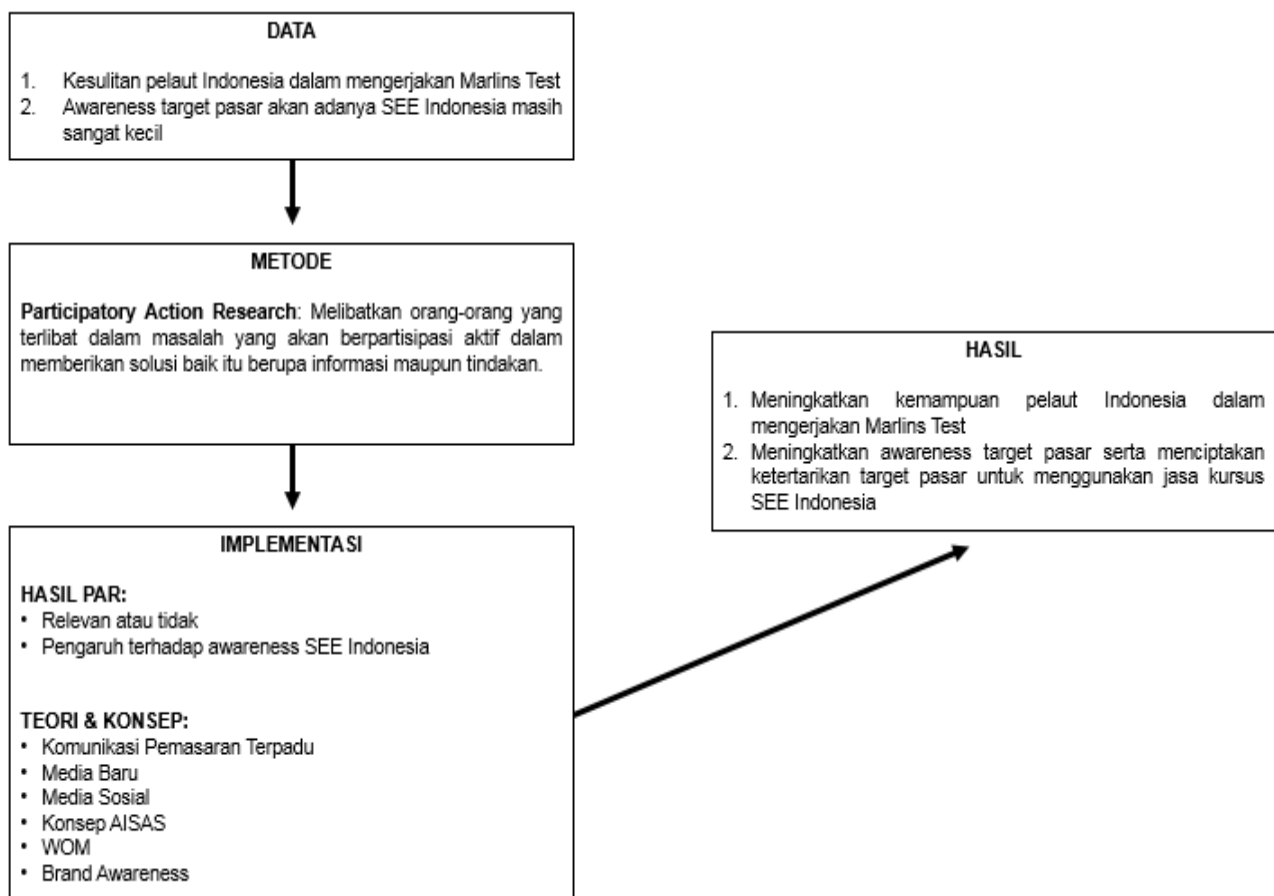 DATA
1. Kesulitan pelaut Indonesia dalam mengerjakan Marlins Test
2. Awareness target pasar akan adanya SEE Indonesia masih
sangat kecil
METODE
Participatory Action Research: Melibatkan orang-orang yang
terlibat dalam masalah yang akan berpartisipasi aktif dalam
memberikan solusi baik itu berupa informasi maupun tindakan.
IMPLEMENTASI
HASIL PAR:
• Relevan atau tidak
• Pengaruh terhadap awareness SEE Indonesia
TEORI & KONSEP:
• Komunikasi Pemasaran Terpadu
• Media Baru
• Media Sosial
• Konsep AISAS
• WOM
• Brand Awareness
HASIL
1. Meningkatkan kemampuan pelaut Indonesia dalam
mengerjakan Marlins Test
2. Meningkatkan awareness target pasar serta menciptakan
ketertarikan target pasar untuk menggunakan jasa kursus
SEE Indonesia